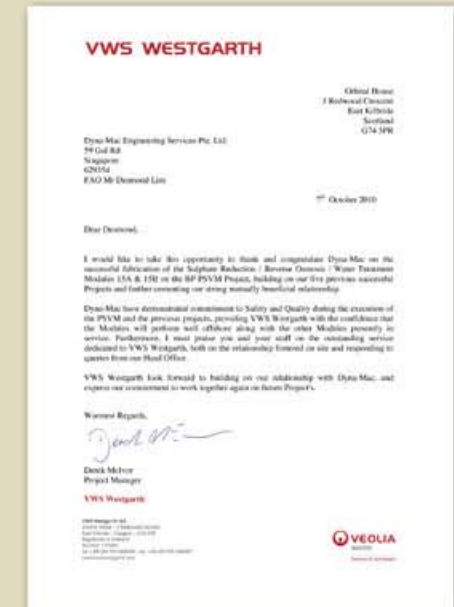 VWS WESTGARTH
Orbital House
3 Redwood Crescent
East Kilbride
Scotland
G74 5PR
Dyna-Mac Engineering Services Pte. Ltd.
59 Gul Rd
Singapore
629354
FAO Mr Desmond Lim
7th October 2010
Dear Desmond,
I would like to take this opportunity to thank and congratulate Dyna-Mac on the
successful fabrication of the Sulphate Reduction / Reverse Osmosis / Water Treatment
Modules 15A & 15B on the BP PSVM Project, building on our five previous successful
Projects and further cementing our strong mutually beneficial relationship.
Dyna-Mac have demonstrated commitment to Safety and Quality during the execution of
the PSVM and the previous projects, providing VWS Westgarth with the confidence that
the Modules will perform well offshore along with the other Modules presently in
service. Furthermore, I must praise you and your staff on the outstanding service
dedicated to VWS Westgarth, both on the relationship fostered on site and responding to
queries from our Head Office.
VWS Westgarth look forward to building on our relationship with Dyna-Mac, and
express our commitment to work together again on future Project's.
Warmest Regards,
Derek McIvor
Project Manager
VWS Westgarth
VEOLIA